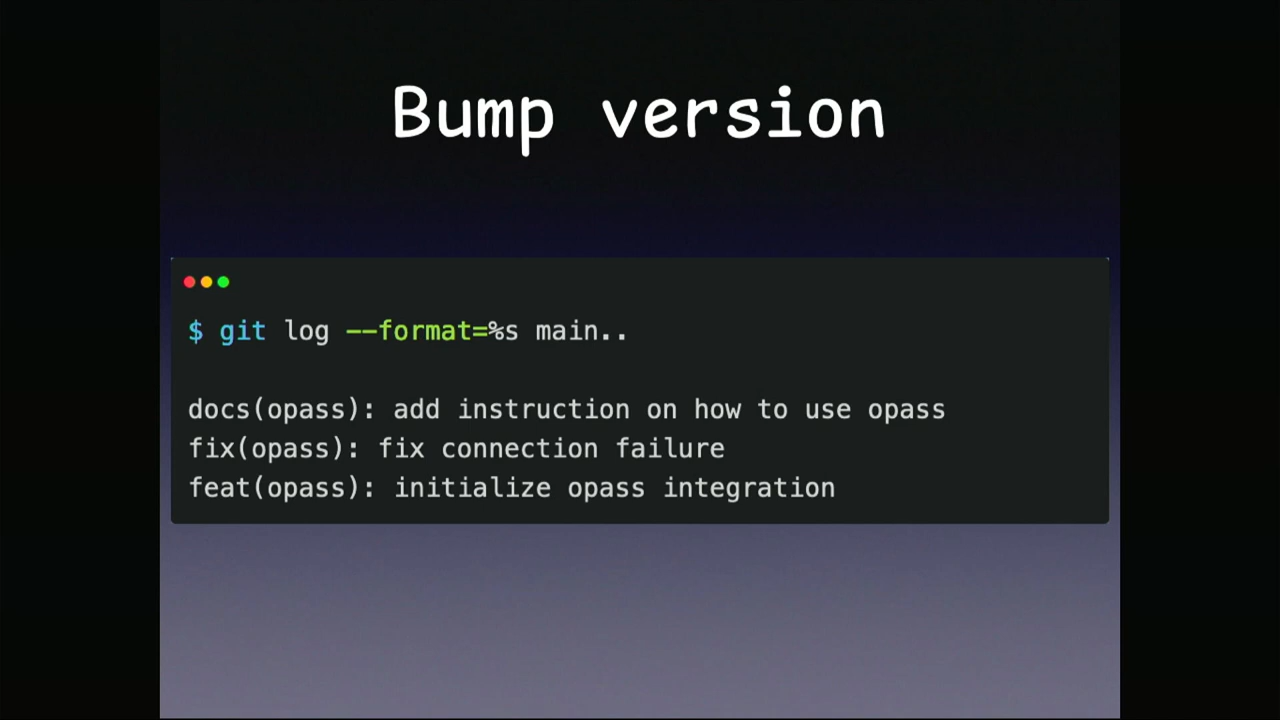 Bump version
$ git log --format=%s main..
docs(opass): add instruction on how to use opass
fix(opass): fix connection failure
feat(opass): initialize opass integration